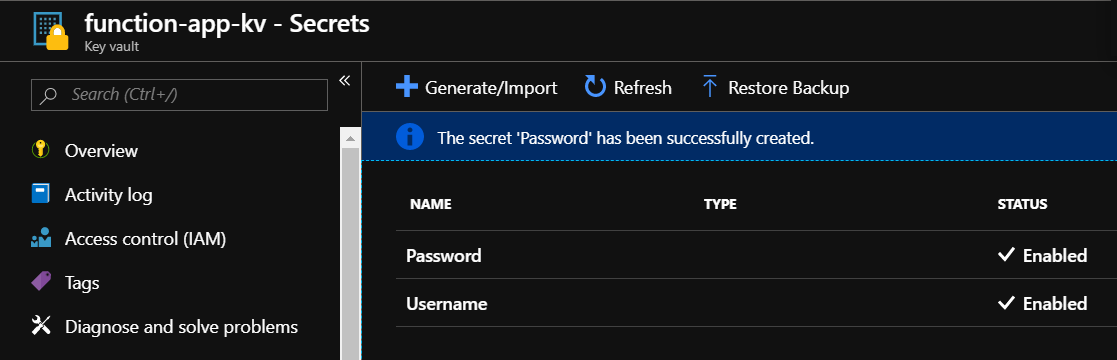 function-app-kv - Secrets
Key vault
Search (Ctrl+/)
«
Overview
Activity log
Access control (IAM)
Tags
Diagnose and solve problems
Generate/Import Refresh Restore Backup
The secret 'Password' has been successfully created.
NAME TYPE STATUS
Password Enabled
Username Enabled